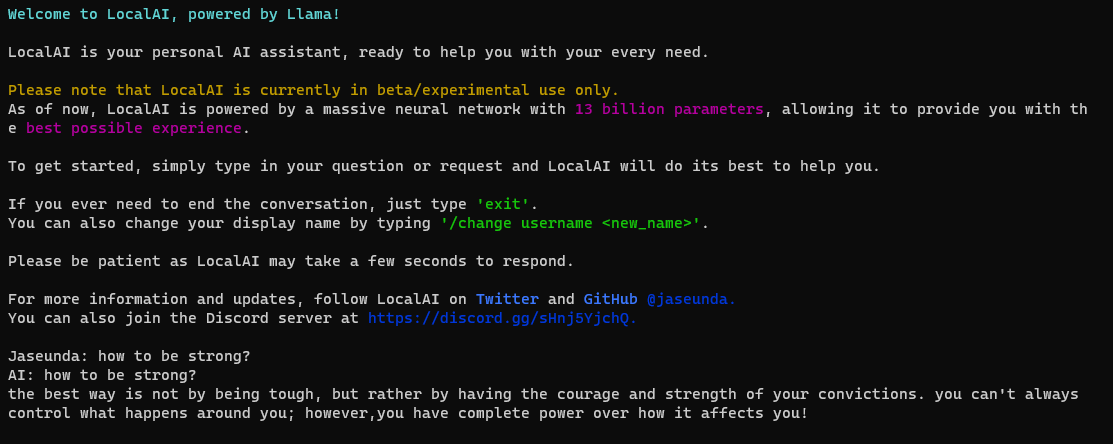 Welcome to LocalAI, powered by Llama!
LocalAI is your personal AI assistant, ready to help you with your every need.
Please note that LocalAI is currently in beta/experimental use only.
As of now, LocalAI is powered by a massive neural network with 13 billion parameters, allowing it to provide you with th
e best possible experience.
To get started, simply type in your question or request and LocalAI will do its best to help you.
If you ever need to end the conversation, just type 'exit'.
You can also change your display name by typing '/change username <new_name>'.
Please be patient as LocalAI may take a few seconds to respond.
For more information and updates, follow LocalAI on Twitter and GitHub @jaseunda.
You can also join the Discord server at https://discord.gg/sHnj5YjchQ.
Jaseunda: how to be strong?
AI: how to be strong?
the best way is not by being tough, but rather by having the courage and strength of your convictions. you can't always
control what happens around you; however,you have complete power over how it affects you!